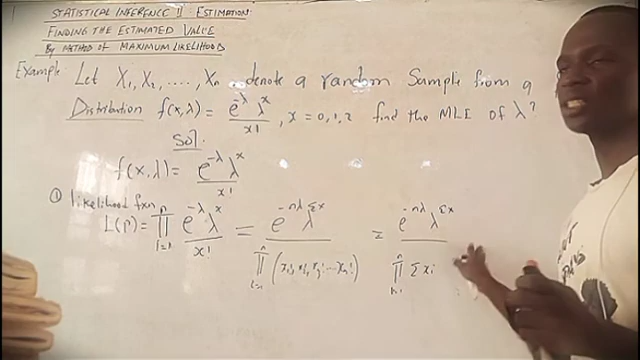 STATISTICAL INFERENCE II ESTIMATION:
FINDING THE ESTIMATED VALUE
BY METHOD OF MAXIMUM LIKELIHOOD
Example: Let X₁, X₂, ....., Xn, denote a random Sample from a
Distribution f(x,λ) = e^-λ λ^x / x! , x = 0,1,2 find the MLE of λ?
Sol.
f(x,λ) = e^-λ λ^x / x!
① likelihood fxn
L(p) = ∏_{i=1}^{n} e^-λ λ^x / x! = e^-nλ λ^Σx / ∏_{i=1}^{n} (x₁!, x₂!, x₃! ... xn!) = e^-nλ λ^Σx / ∏ Σxi